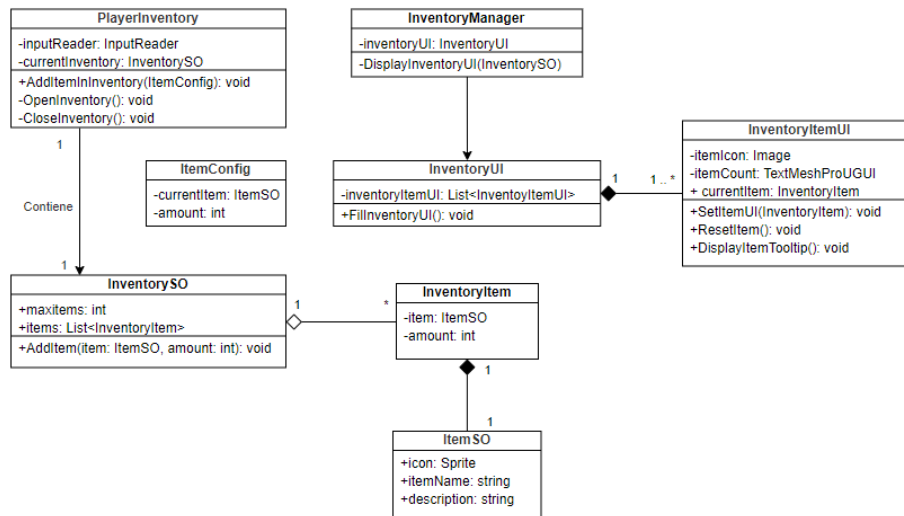 PlayerInventory
-inputReader: InputReader
-currentInventory: InventorySO
+AddItemInInventory(ItemConfig): void
-OpenInventory(): void
-CloseInventory(): void
InventoryManager
-inventoryUI: InventoryUI
-DisplayInventoryUI(InventorySO)
1
Contiene
1
ItemConfig
-currentItem: ItemSO
-amount: int
InventoryUI
-inventoryItemUI: List<InventoyItemUI>
+FillInventoryUI(): void
1
1 .. *
InventoryItemUI
-itemIcon: Image
-itemCount: TextMeshProUGUI
+ currentItem: InventoryItem
+SetItemUI(InventoryItem): void
+ResetItem(): void
+DisplayItemTooltip(): void
InventorySO
+maxitems: int
+items: List<InventoryItem>
+AddItem(item: ItemSO, amount: int): void
1
*
InventoryItem
-item: ItemSO
-amount: int
1
1
ItemSO
+icon: Sprite
+itemName: string
+description: string